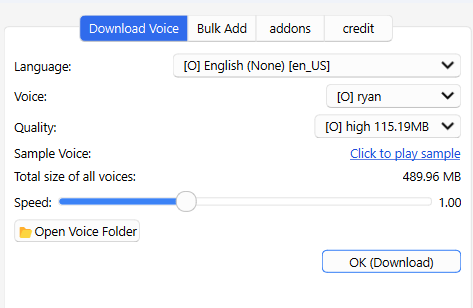 Download Voice Bulk Add addons credit
Language: [O] English (None) [en_US]
Voice: [O] ryan
Quality: [O] high 115.19MB
Sample Voice: Click to play sample
Total size of all voices: 489.96 MB
Speed: 1.00
Open Voice Folder
OK (Download)